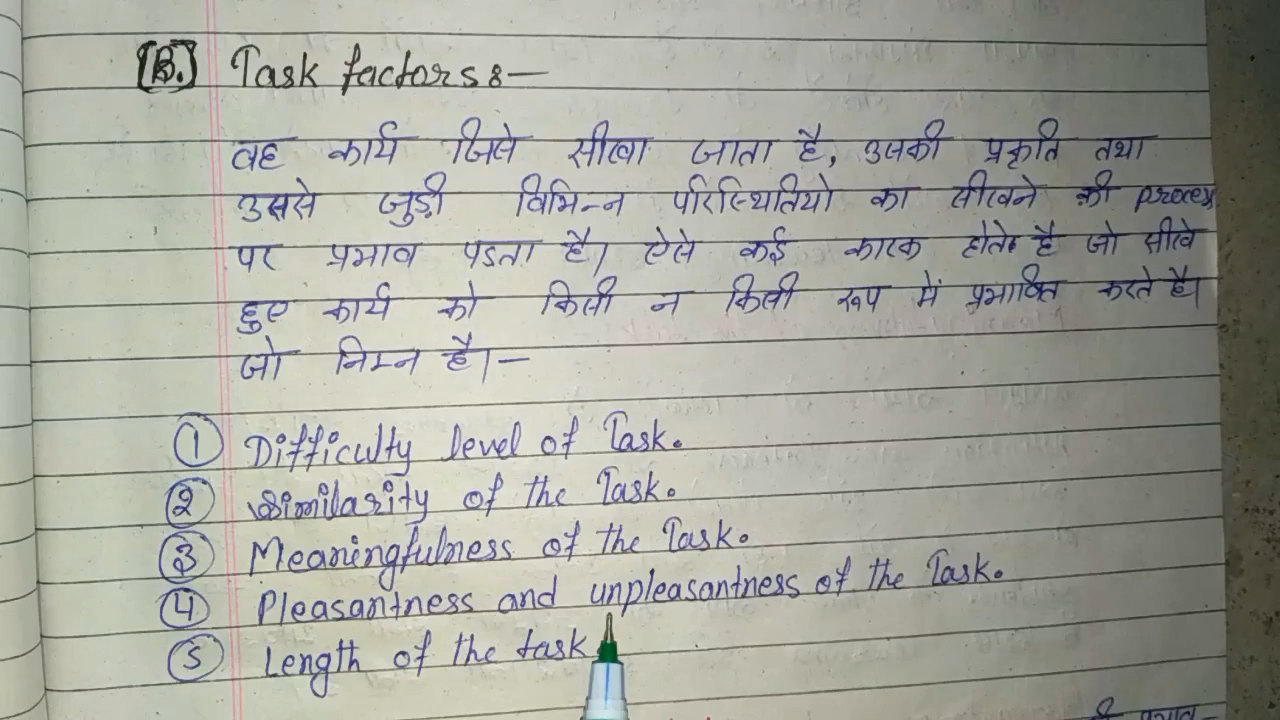 [B.] Task factors :—
वह कार्य जिसे सीखा जाता है, उसकी प्रकृति तथा
उससे जुड़ी विभिन्न परिस्थितियो का सीखने की process
पर प्रभाव पडता है। ऐसे कई कारक होते है जो सीखे
हुए कार्य को किसी न किसी रूप में प्रभावित करते है।
जो निम्न है। —
① Difficulty level of Task.
② Similarity of the Task.
③ Meaningfulness of the Task.
④ Pleasantness and unpleasantness of the Task.
⑤ Length of the task